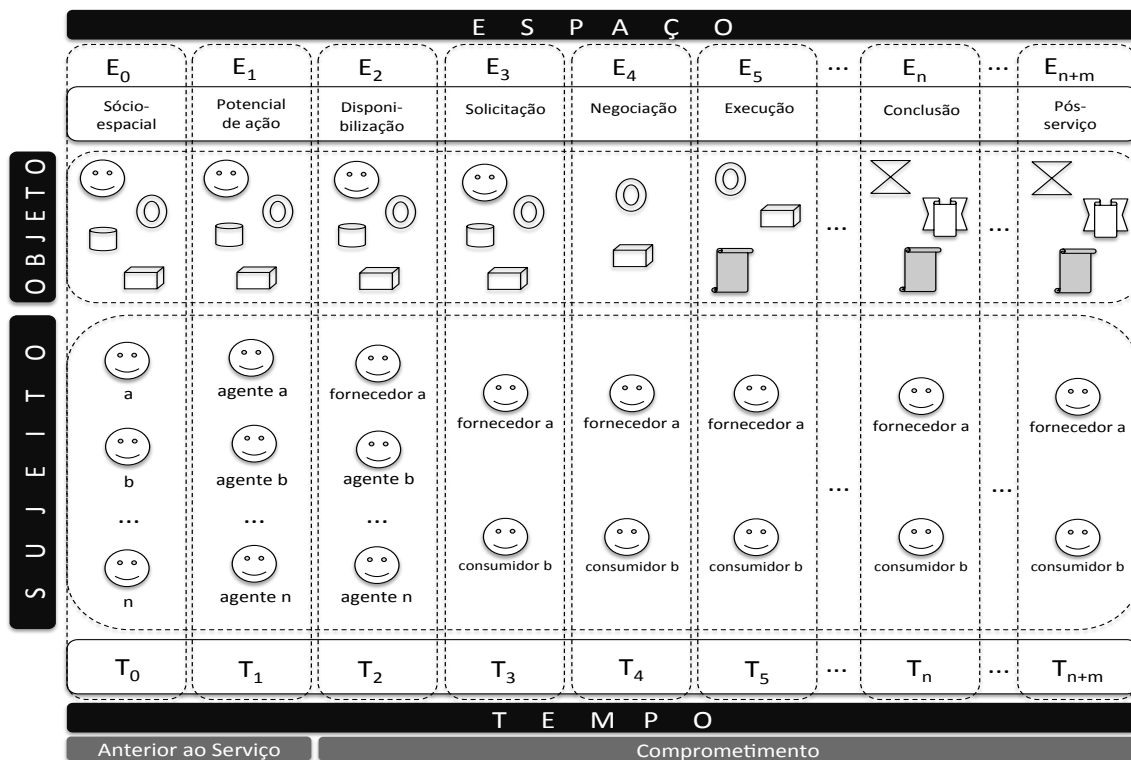 E S P A Ç O
E0 E1 E2 E3 E4 E5 ... En ... En+m
Sócio-espacial
Potencial de ação
Disponi-bilização
Solicitação
Negociação
Execução
Conclusão
Pós-serviço
O B J E T O
... ...
S U J E I T O
a
b
...
n
agente a
agente b
...
agente n
fornecedor a
agente b
...
agente n
fornecedor a
consumidor b
fornecedor a
consumidor b
fornecedor a
consumidor b
...
fornecedor a
consumidor b
...
fornecedor a
consumidor b
T0 T1 T2 T3 T4 T5 ... Tn ... Tn+m
T E M P O
Anterior ao Serviço
Comprometimento